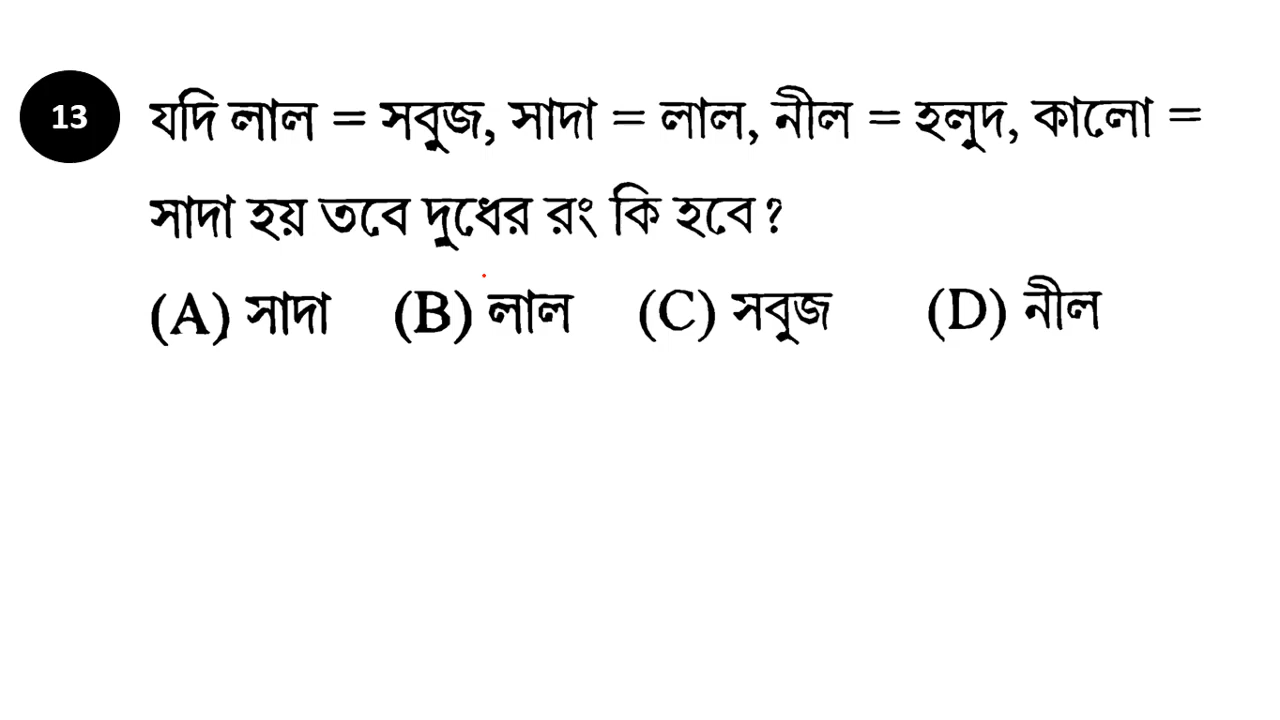 13 যদি লাল = সবুজ, সাদা = লাল, নীল = হলুদ, কালো =
সাদা হয় তবে দুধের রং কি হবে?
(A) সাদা (B) লাল (C) সবুজ (D) নীল